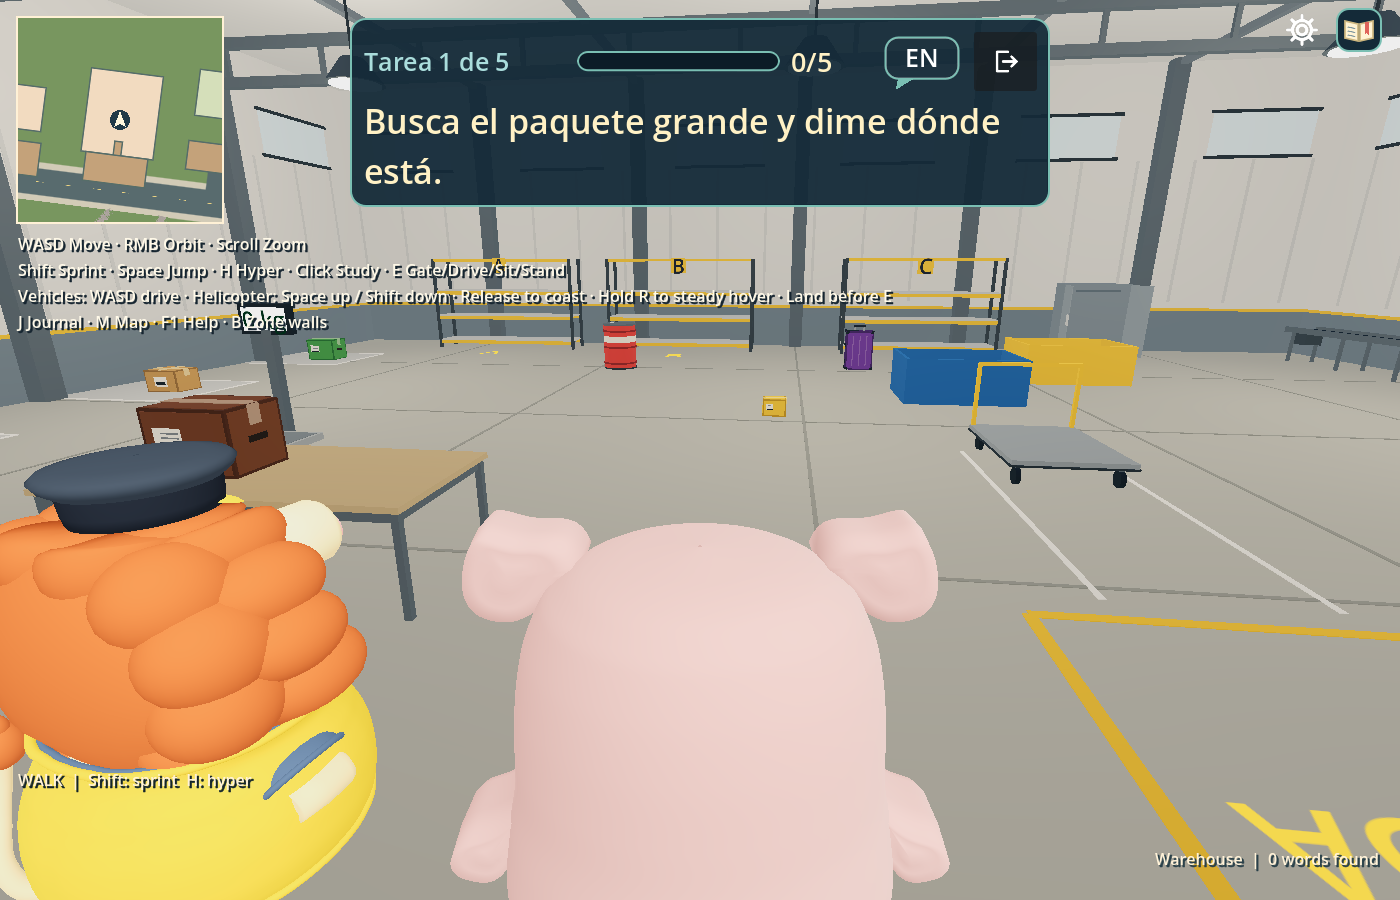 Tarea 1 de 5
0/5
EN
Busca el paquete grande y dime dónde
está.
WASD Move · RMB Orbit · Scroll Zoom
Shift Sprint · Space Jump · H Hyper · Click Study · E Gate/Drive/Sit/Stand
Vehicles: WASD drive · Helicopter: Space up / Shift down · Release to coast · Hold R to steady hover · Land before E
J Journal · M Map · F1 Help · B Zone walls
A
B
C
WALK | Shift: sprint H: hyper
Warehouse | 0 words found